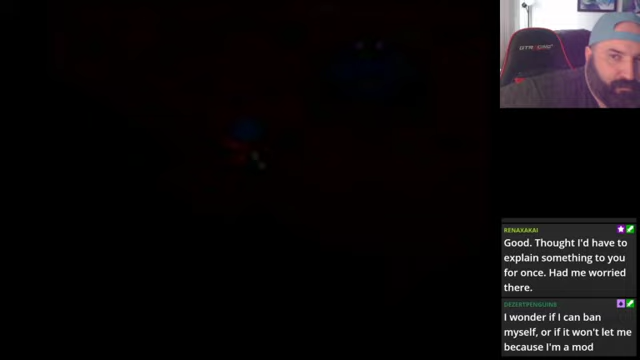 GTRACING
RENAXAKAI
Good. Thought I'd have to
explain something to you
for once. Had me worried
there.
DEZERTPENGUIN0
I wonder if I can ban
myself, or if it won't let me
because I'm a mod